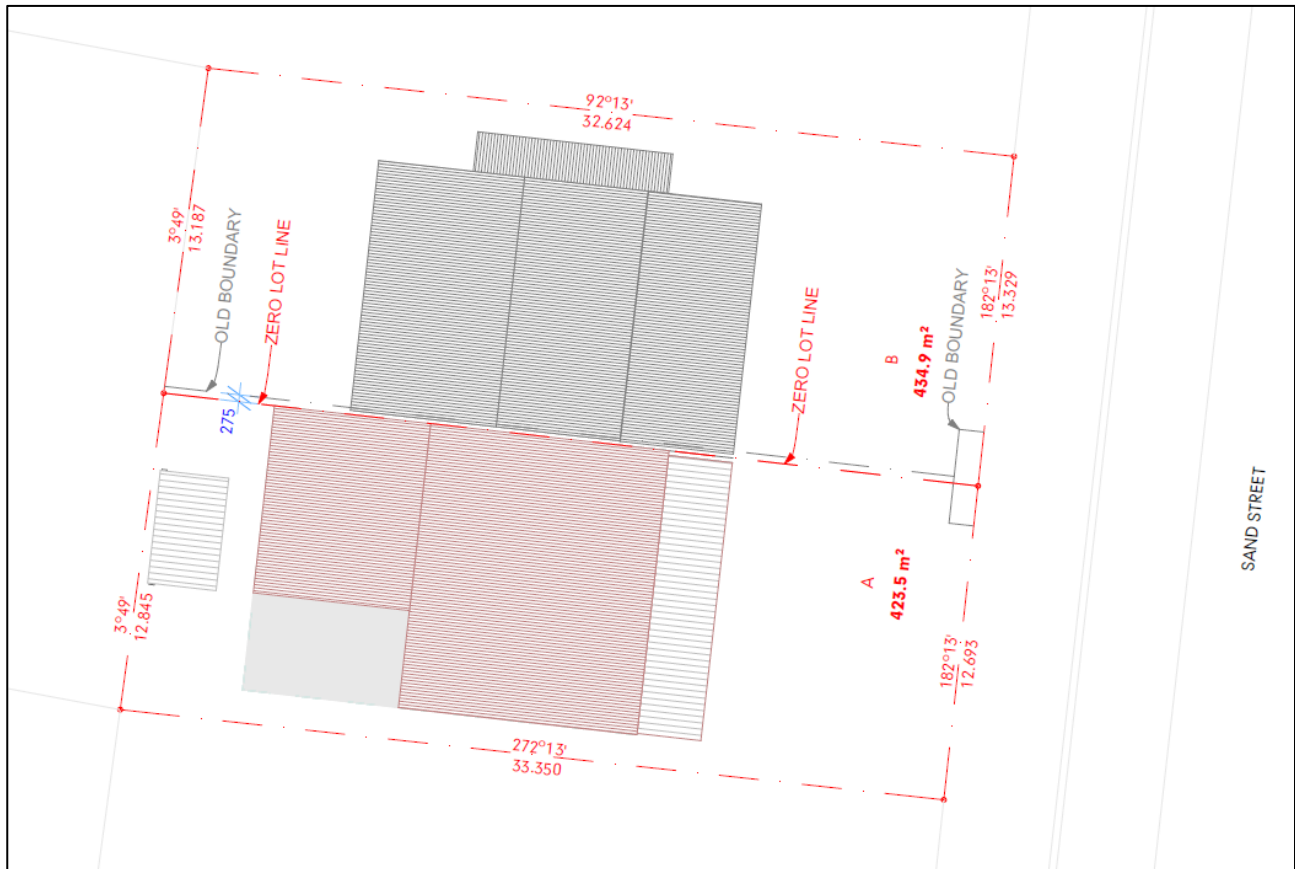 92°13'
32.624
3°49'
13.187
OLD BOUNDARY
ZERO LOT LINE
275
ZERO LOT LINE
B
434.9 m²
OLD BOUNDARY
182°13'
13.329
SAND STREET
A
423.5 m²
3°49'
12.845
182°13'
12.693
272°13'
33.350